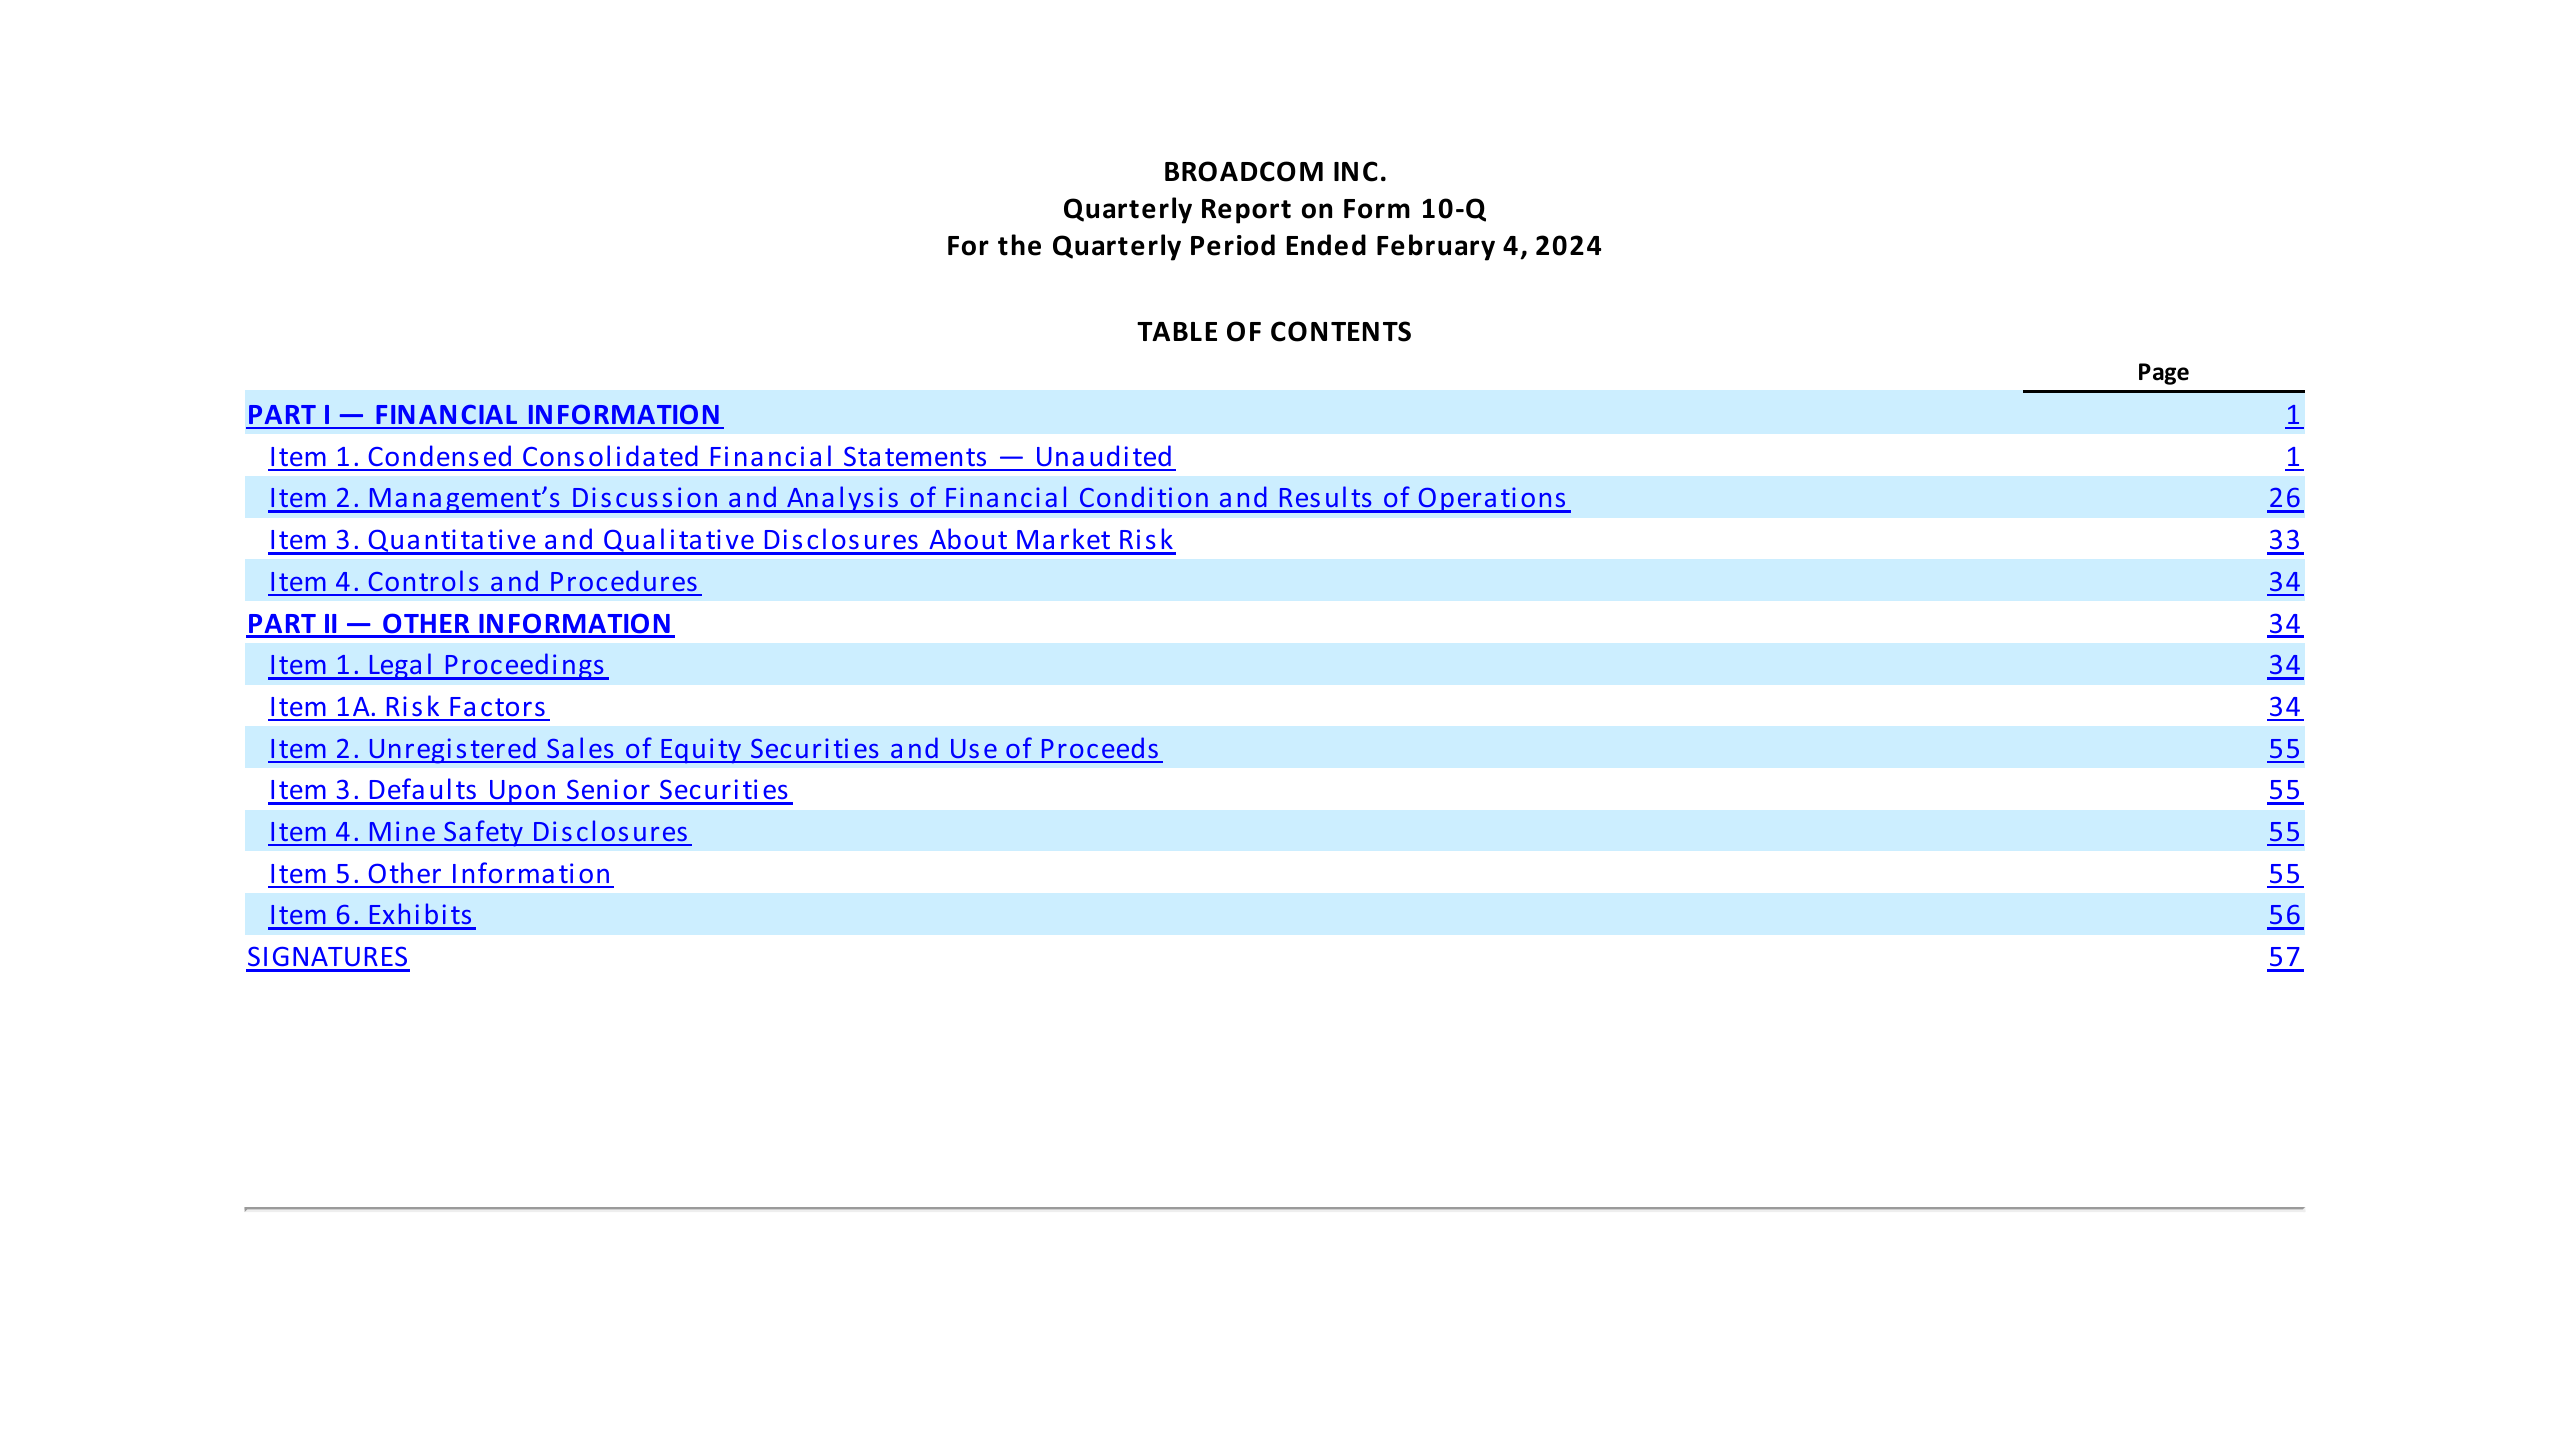 BROADCOM INC.
Quarterly Report on Form 10-Q
For the Quarterly Period Ended February 4, 2024
TABLE OF CONTENTS
Page
PART I — FINANCIAL INFORMATION 1
Item 1. Condensed Consolidated Financial Statements — Unaudited 1
Item 2. Management’s Discussion and Analysis of Financial Condition and Results of Operations 26
Item 3. Quantitative and Qualitative Disclosures About Market Risk 33
Item 4. Controls and Procedures 34
PART II — OTHER INFORMATION 34
Item 1. Legal Proceedings 34
Item 1A. Risk Factors 34
Item 2. Unregistered Sales of Equity Securities and Use of Proceeds 55
Item 3. Defaults Upon Senior Securities 55
Item 4. Mine Safety Disclosures 55
Item 5. Other Information 55
Item 6. Exhibits 56
SIGNATURES 57